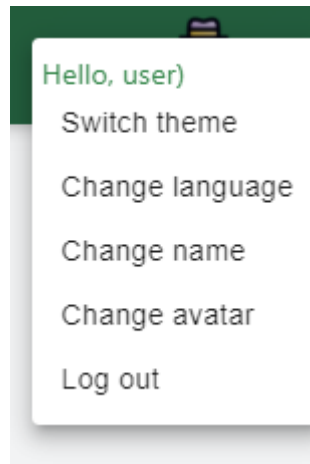 Hello, user)
Switch theme
Change language
Change name
Change avatar
Log out